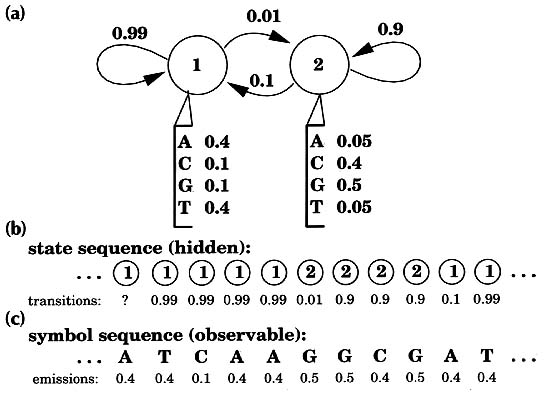 (a)
0.99 0.01 0.9
1 0.1 2
A 0.4 A 0.05
C 0.1 C 0.4
G 0.1 G 0.5
T 0.4 T 0.05
(b)
state sequence (hidden):
... 1 1 1 1 1 2 2 2 2 1 1 ...
transitions: ? 0.99 0.99 0.99 0.99 0.01 0.9 0.9 0.9 0.1 0.99
(c)
symbol sequence (observable):
... A T C A A G G C G A T ...
emissions: 0.4 0.4 0.1 0.4 0.4 0.5 0.5 0.4 0.5 0.4 0.4